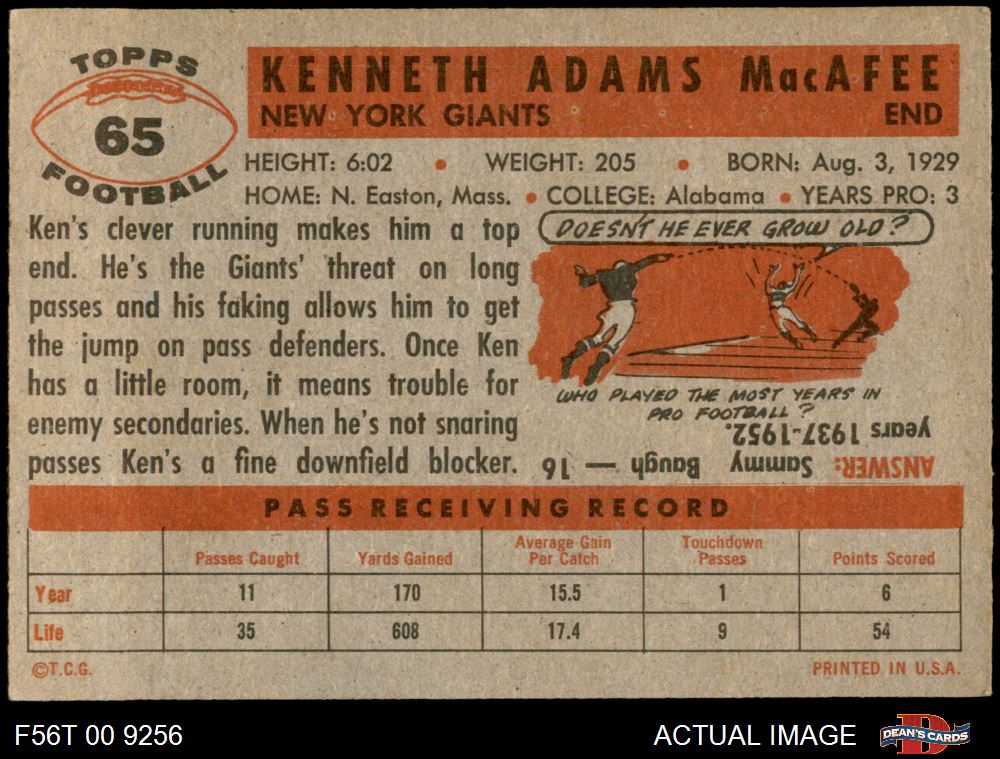 TOPPS
65
FOOTBALL
KENNETH ADAMS MacAFEE
NEW YORK GIANTS END
HEIGHT: 6:02 • WEIGHT: 205 • BORN: Aug. 3, 1929
HOME: N. Easton, Mass. • COLLEGE: Alabama • YEARS PRO: 3
Ken's clever running makes him a top
end. He's the Giants' threat on long
passes and his faking allows him to get
the jump on pass defenders. Once Ken
has a little room, it means trouble for
enemy secondaries. When he's not snaring
passes Ken's a fine downfield blocker.
DOESN'T HE EVER GROW OLD?
WHO PLAYED THE MOST YEARS IN
PRO FOOTBALL?
ANSWER: Sammy Baugh — 16
years 1937-1952.
PASS RECEIVING RECORD
Passes Caught Yards Gained Average Gain Per Catch Touchdown Passes Points Scored
Year 11 170 15.5 1 6
Life 35 608 17.4 9 54
©T.C.G. PRINTED IN U.S.A.
F56T 00 9256 ACTUAL IMAGE DEAN'S CARDS